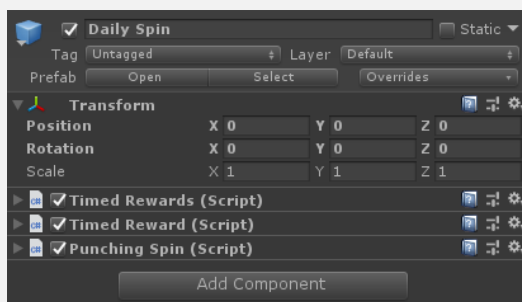 Daily Spin Static
Tag Untagged Layer Default
Prefab Open Select Overrides
Transform
Position X 0 Y 0 Z 0
Rotation X 0 Y 0 Z 0
Scale X 1 Y 1 Z 1
c# Timed Rewards (Script)
c# Timed Reward (Script)
c# Punching Spin (Script)
Add Component